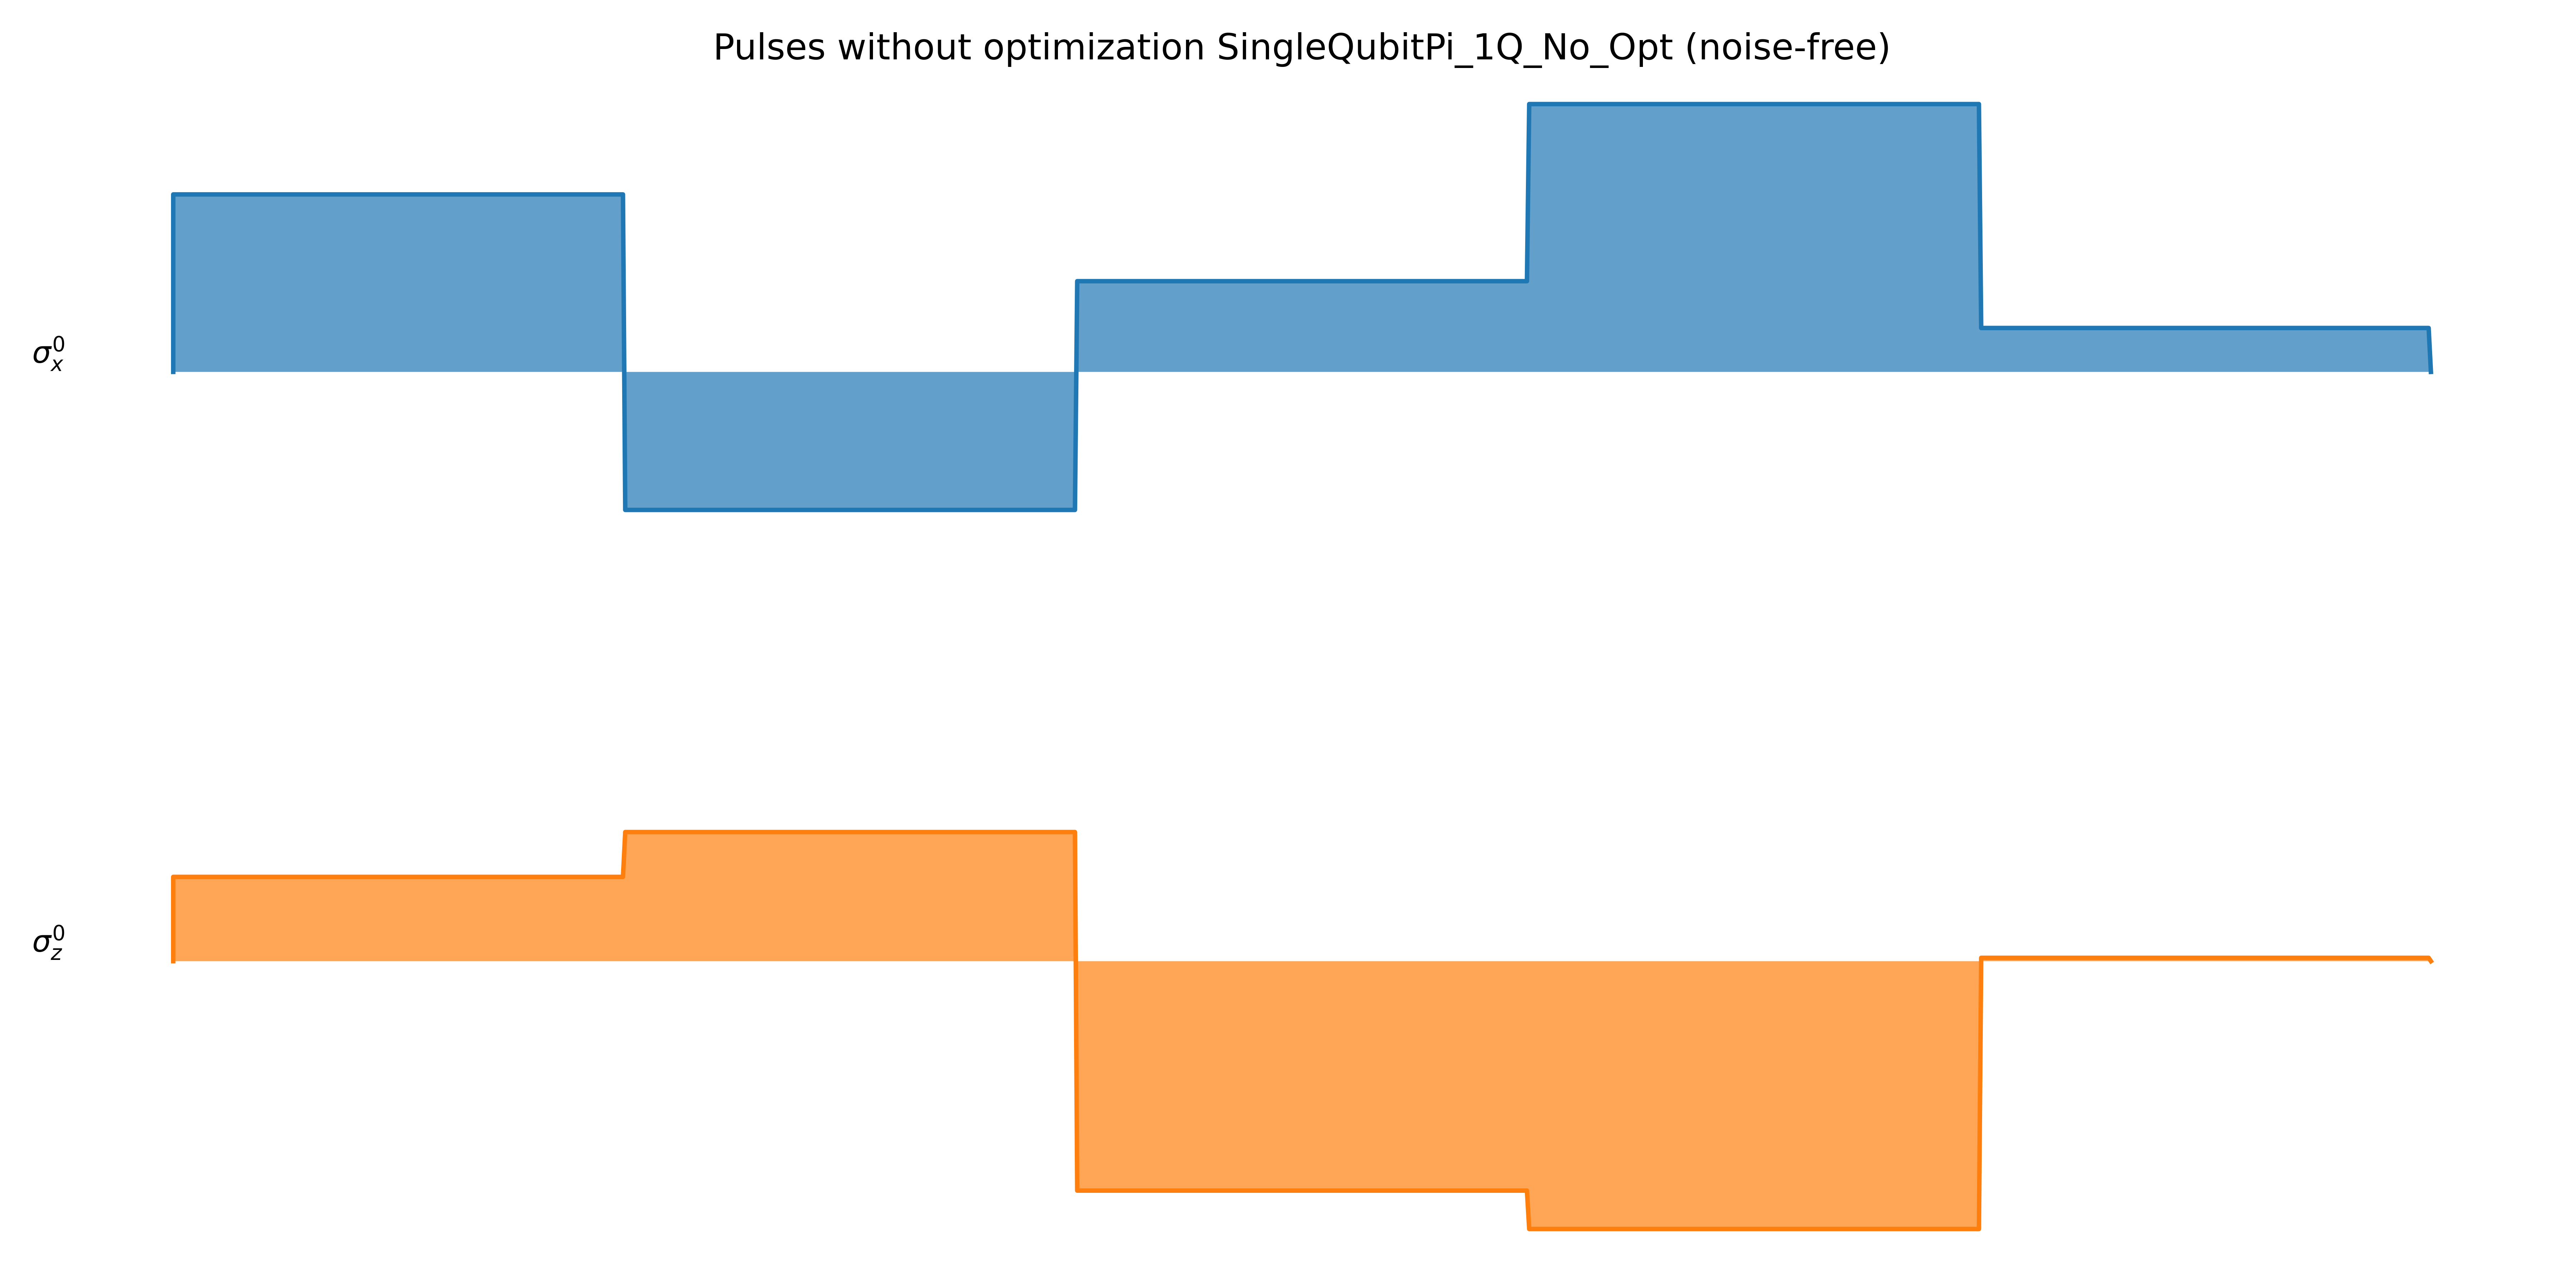 Pulses without optimization SingleQubitPi_1Q_No_Opt (noise-free)
σ_x^0
σ_z^0